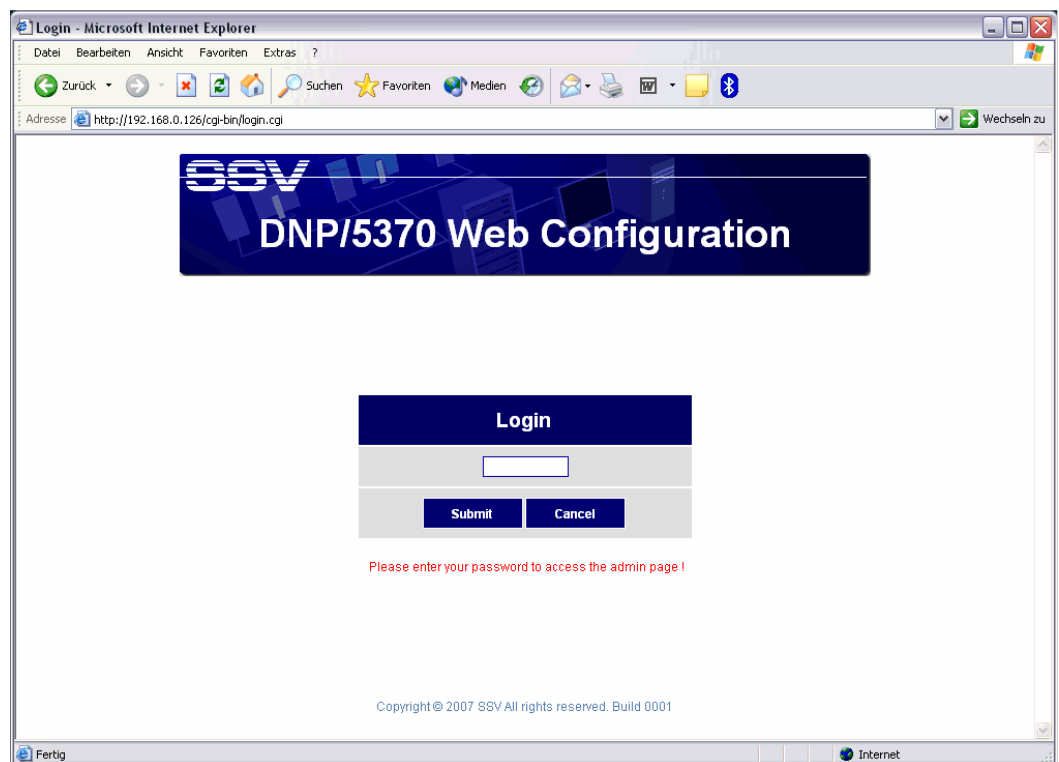 Login - Microsoft Internet Explorer
Datei Bearbeiten Ansicht Favoriten Extras ?
Zurück Suchen Favoriten Medien
Adresse http://192.168.0.126/cgi-bin/login.cgi Wechseln zu
SSV
DNP/5370 Web Configuration
Login
Submit Cancel
Please enter your password to access the admin page !
Copyright © 2007 SSV All rights reserved. Build 0001
Fertig Internet